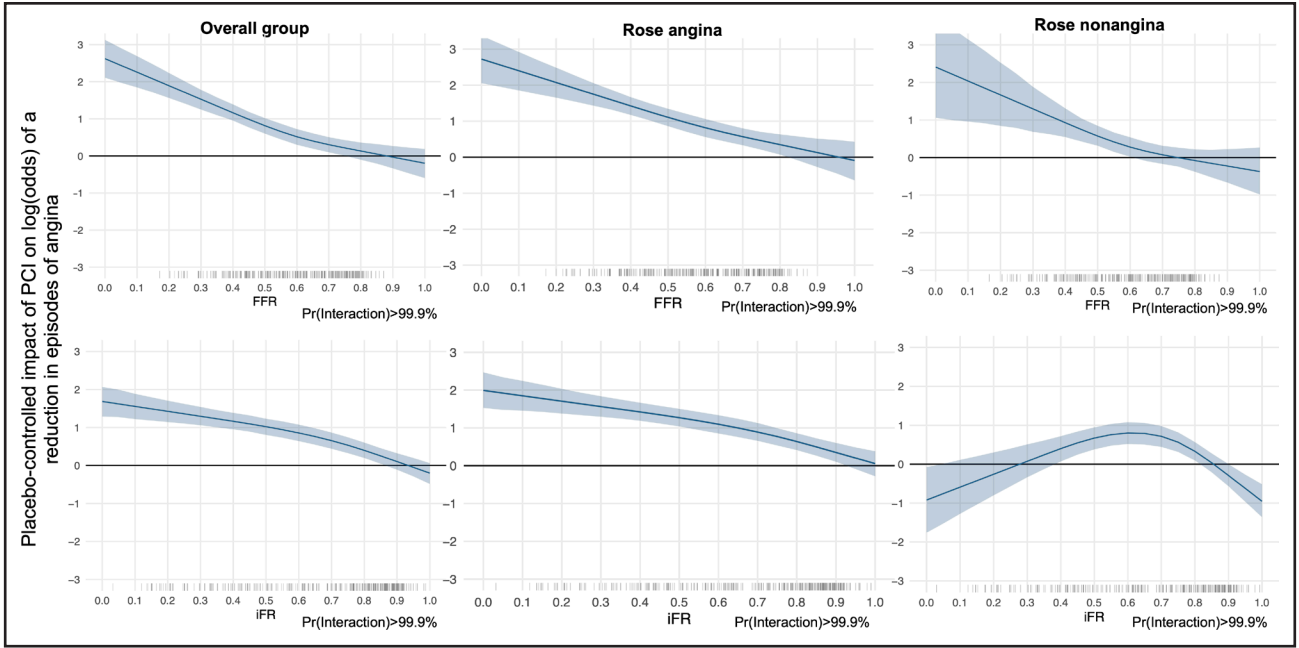 Placebo-controlled impact of PCI on log(odds) of a
reduction in episodes of angina
Overall group
3
2
1
0
−1
−2
−3
0.0 0.1 0.2 0.3 0.4 0.5 0.6 0.7 0.8 0.9 1.0
FFR
Pr(Interaction)>99.9%
Rose angina
3
2
1
0
−1
−2
−3
0.0 0.1 0.2 0.3 0.4 0.5 0.6 0.7 0.8 0.9 1.0
FFR
Pr(Interaction)>99.9%
Rose nonangina
3
2
1
0
−1
−2
−3
0.0 0.1 0.2 0.3 0.4 0.5 0.6 0.7 0.8 0.9 1.0
FFR
Pr(Interaction)>99.9%
3
2
1
0
−1
−2
−3
0.0 0.1 0.2 0.3 0.4 0.5 0.6 0.7 0.8 0.9 1.0
iFR
Pr(Interaction)>99.9%
3
2
1
0
−1
−2
−3
0.0 0.1 0.2 0.3 0.4 0.5 0.6 0.7 0.8 0.9 1.0
iFR
Pr(Interaction)>99.9%
3
2
1
0
−1
−2
−3
0.0 0.1 0.2 0.3 0.4 0.5 0.6 0.7 0.8 0.9 1.0
iFR
Pr(Interaction)>99.9%